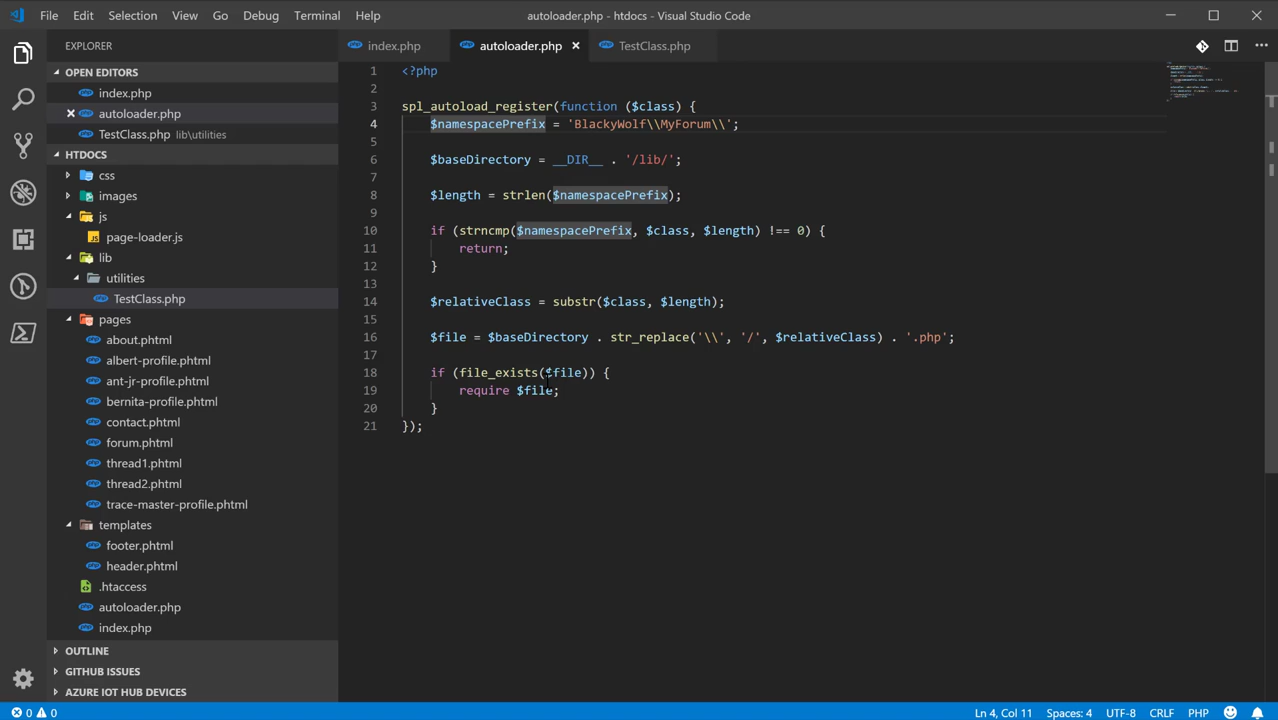 File Edit Selection View Go Debug Terminal Help
autoloader.php - htdocs - Visual Studio Code
EXPLORER
OPEN EDITORS
index.php
autoloader.php
TestClass.php lib\utilities
HTDOCS
css
images
js
page-loader.js
lib
utilities
TestClass.php
pages
about.phtml
albert-profile.phtml
ant-jr-profile.phtml
bernita-profile.phtml
contact.phtml
forum.phtml
thread1.phtml
thread2.phtml
trace-master-profile.phtml
templates
footer.phtml
header.phtml
.htaccess
autoloader.php
index.php
OUTLINE
GITHUB ISSUES
AZURE IOT HUB DEVICES
index.php autoloader.php TestClass.php
1 <?php
2
3 spl_autoload_register(function ($class) {
4 $namespacePrefix = 'BlackyWolf\\MyForum\\';
5
6 $baseDirectory = __DIR__ . '/lib/';
7
8 $length = strlen($namespacePrefix);
9
10 if (strncmp($namespacePrefix, $class, $length) !== 0) {
11 return;
12 }
13
14 $relativeClass = substr($class, $length);
15
16 $file = $baseDirectory . str_replace('\\', '/', $relativeClass) . '.php';
17
18 if (file_exists($file)) {
19 require $file;
20 }
21 });
0 0 Ln 4, Col 11 Spaces: 4 UTF-8 CRLF PHP